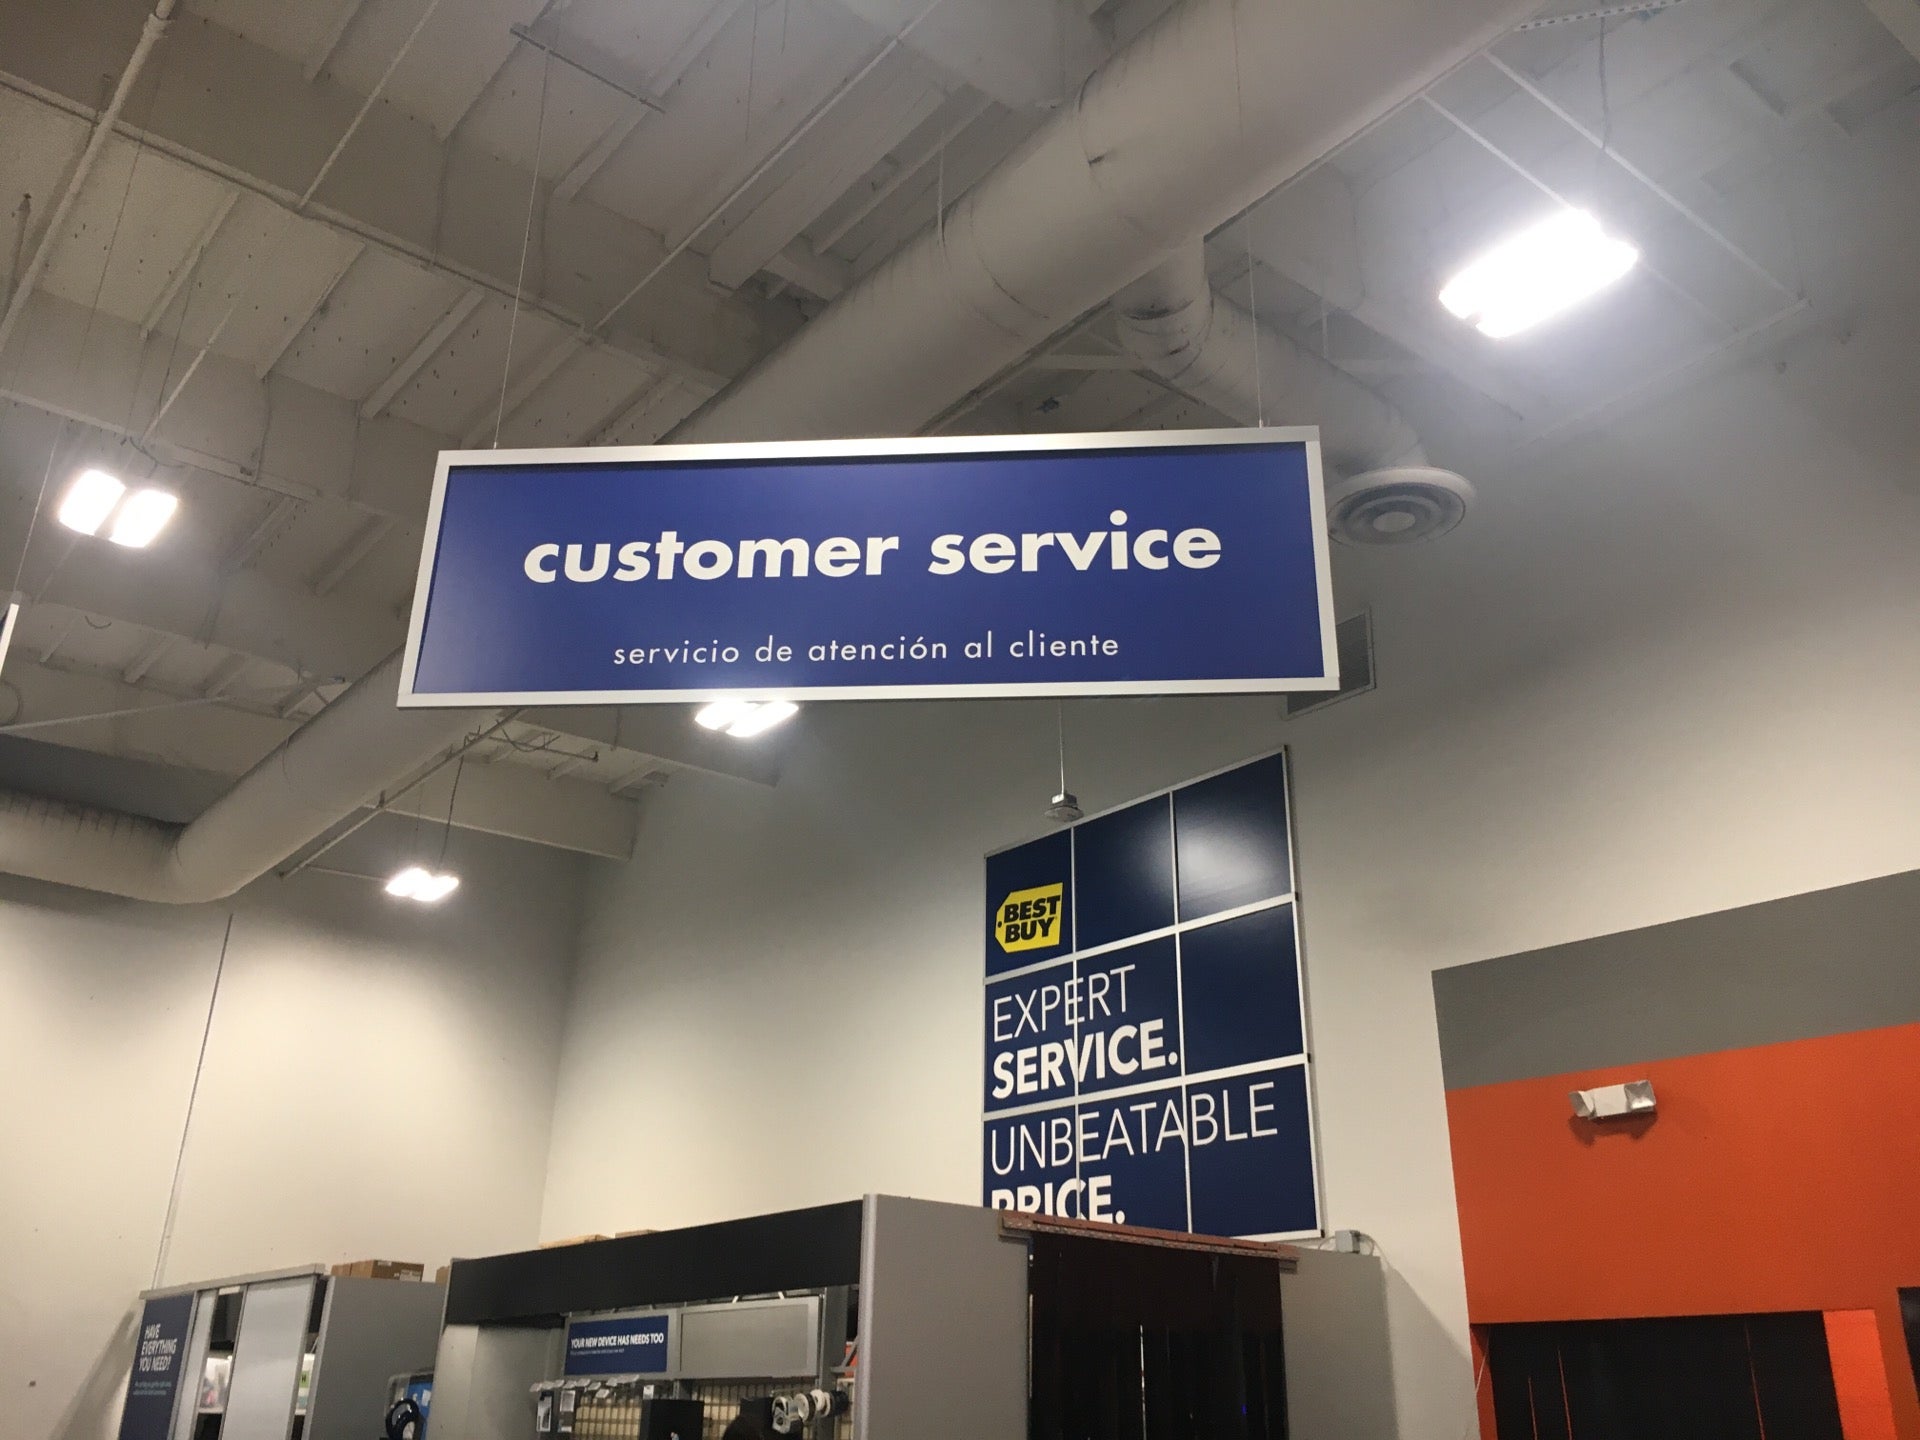 customer service
servicio de atención al cliente
BEST
BUY
EXPERT
SERVICE.
UNBEATABLE
PRICE.
HAVE
EVERYTHING
YOU NEED?
YOUR NEW DEVICE HAS NEEDS TOO